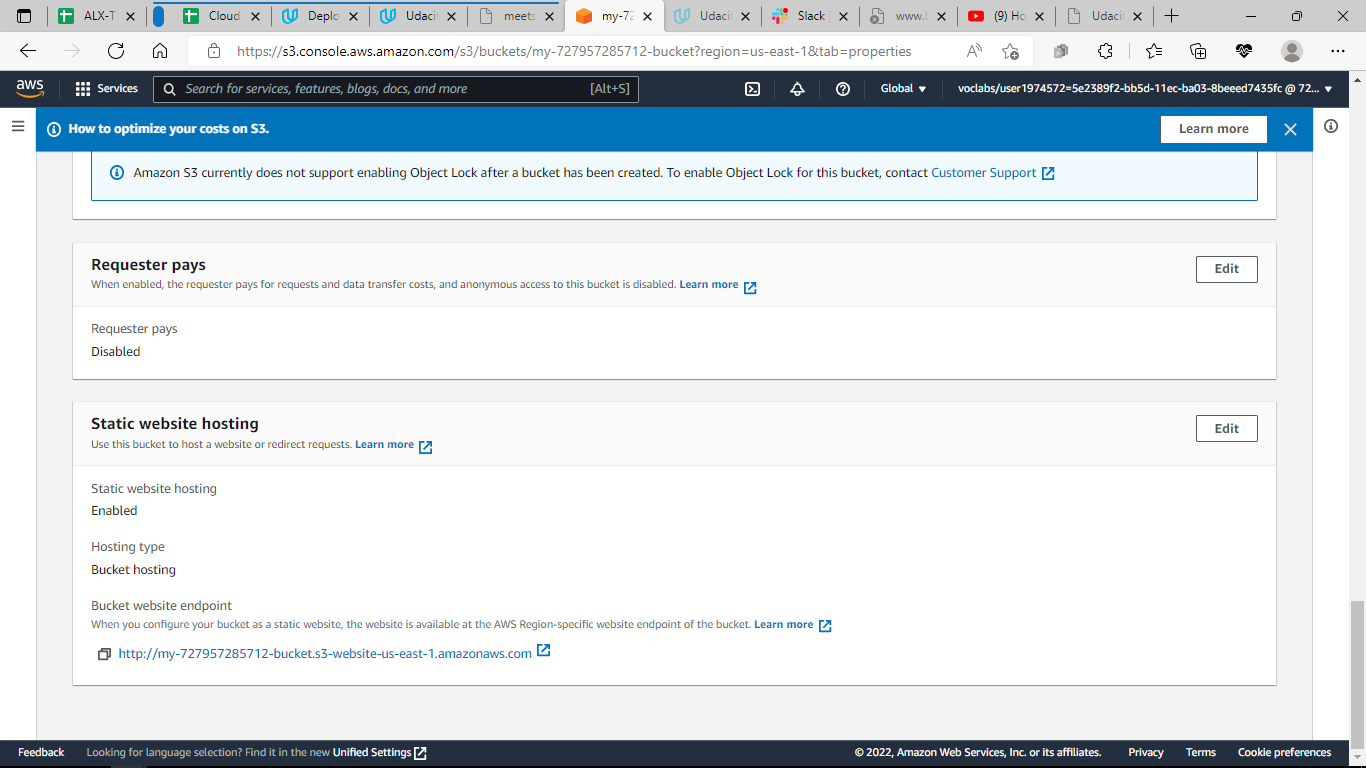 ALX-T
Cloud
Deplo
Udaci
meets
my-72
Udaci
Slack
www.
(9) Ho
Udaci
https://s3.console.aws.amazon.com/s3/buckets/my-727957285712-bucket?region=us-east-1&tab=properties
aws
Services
Search for services, features, blogs, docs, and more
[Alt+S]
Global
voclabs/user1974572=5e2389f2-bb5d-11ec-ba03-8beeed7435fc @ 72...
How to optimize your costs on S3.
Learn more
Amazon S3 currently does not support enabling Object Lock after a bucket has been created. To enable Object Lock for this bucket, contact Customer Support
Requester pays
Edit
When enabled, the requester pays for requests and data transfer costs, and anonymous access to this bucket is disabled. Learn more
Requester pays
Disabled
Static website hosting
Edit
Use this bucket to host a website or redirect requests. Learn more
Static website hosting
Enabled
Hosting type
Bucket hosting
Bucket website endpoint
When you configure your bucket as a static website, the website is available at the AWS Region-specific website endpoint of the bucket. Learn more
http://my-727957285712-bucket.s3-website-us-east-1.amazonaws.com
Feedback
Looking for language selection? Find it in the new Unified Settings
© 2022, Amazon Web Services, Inc. or its affiliates.
Privacy
Terms
Cookie preferences